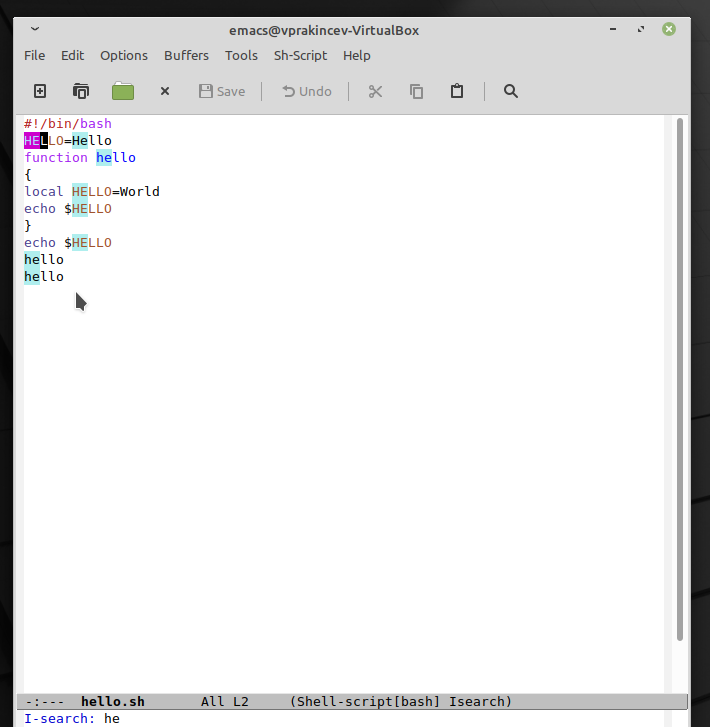 emacs@vprakincev-VirtualBox
File Edit Options Buffers Tools Sh-Script Help
Save Undo
#!/bin/bash
HELLO=Hello
function hello
{
local HELLO=World
echo $HELLO
}
echo $HELLO
hello
hello
-:--- hello.sh All L2 (Shell-script[bash] Isearch)
I-search: he